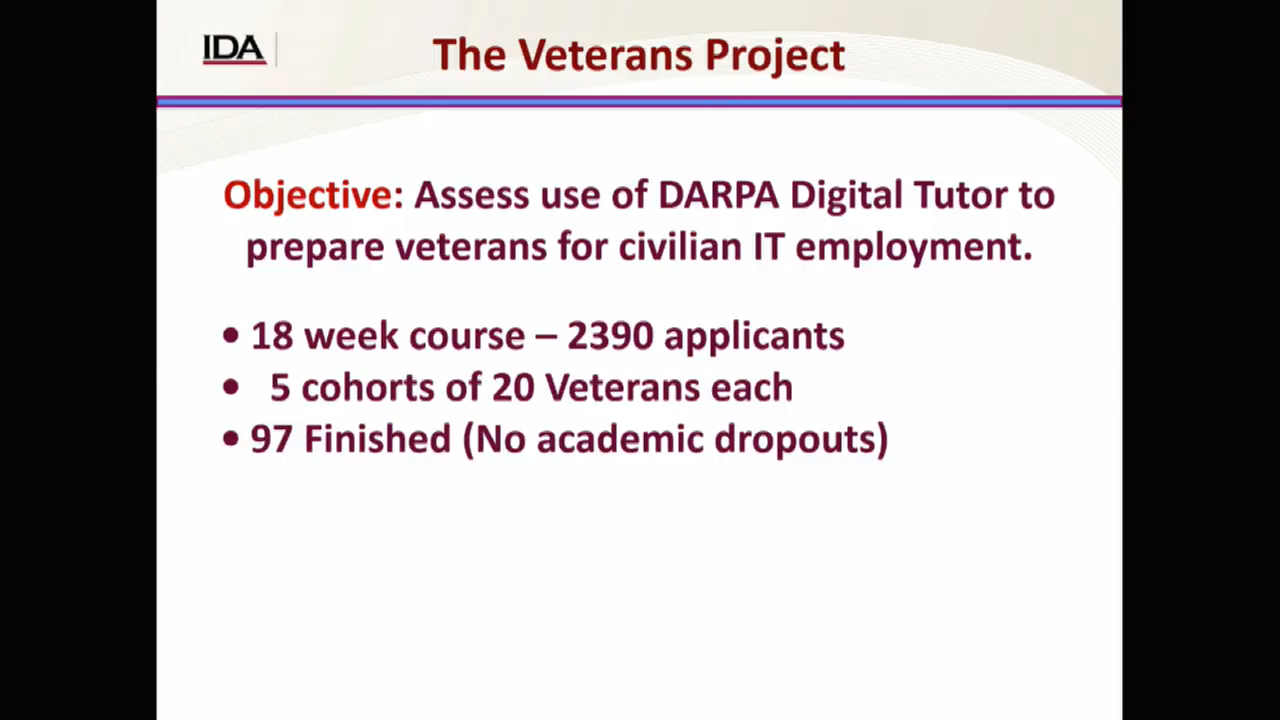 IDA
The Veterans Project
Objective: Assess use of DARPA Digital Tutor to
prepare veterans for civilian IT employment.
• 18 week course – 2390 applicants
• 5 cohorts of 20 Veterans each
• 97 Finished (No academic dropouts)